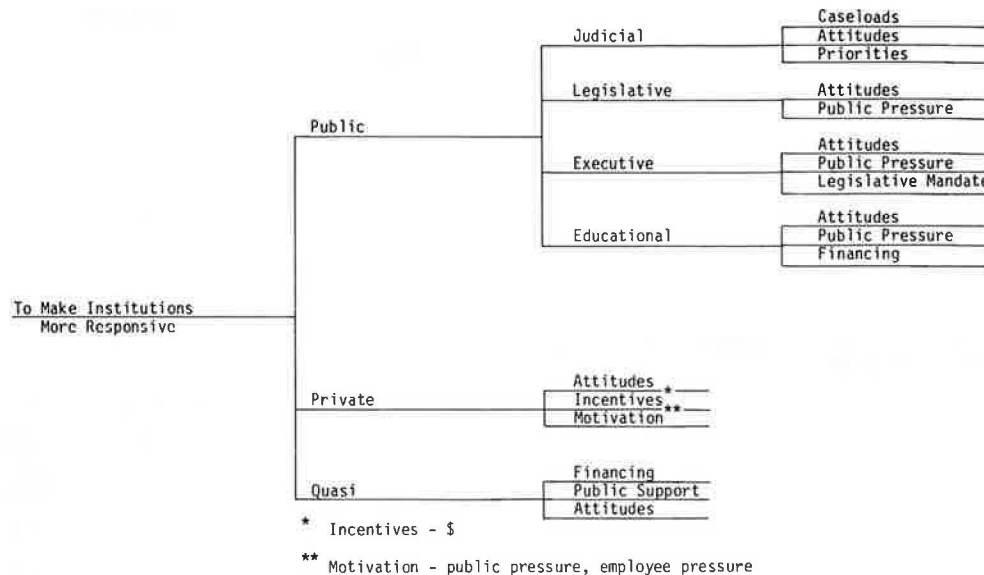 Caseloads
Judicial
Attitudes
Priorities
Legislative
Attitudes
Public Pressure
Public
Attitudes
Executive
Public Pressure
Legislative Mandate
Attitudes
Educational
Public Pressure
Financing
To Make Institutions
More Responsive
Attitudes
Private
Incentives*
Motivation**
Financing
Quasi
Public Support
Attitudes
* Incentives - $
** Motivation - public pressure, employee pressure